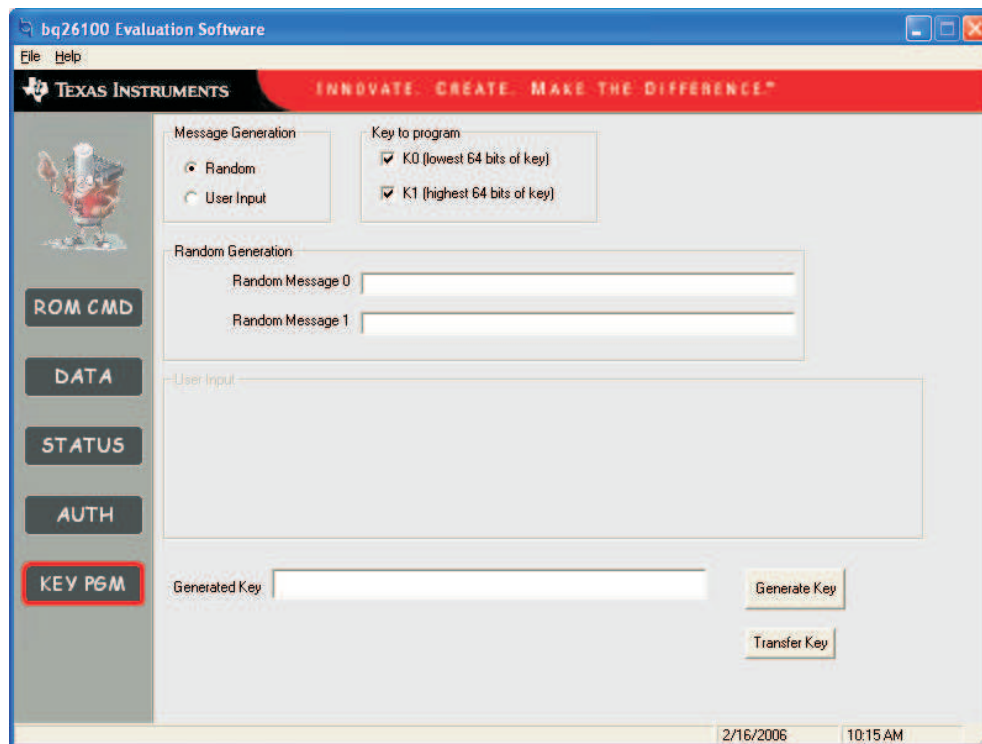 bq26100 Evaluation Software
File Help
TEXAS INSTRUMENTS
INNOVATE. CREATE. MAKE THE DIFFERENCE.™
Message Generation
Random
User Input
Key to program
K0 (lowest 64 bits of key)
K1 (highest 64 bits of key)
Random Generation
Random Message 0
Random Message 1
User Input
ROM CMD
DATA
STATUS
AUTH
KEY PGM
Generated Key
Generate Key
Transfer Key
2/16/2006
10:15 AM